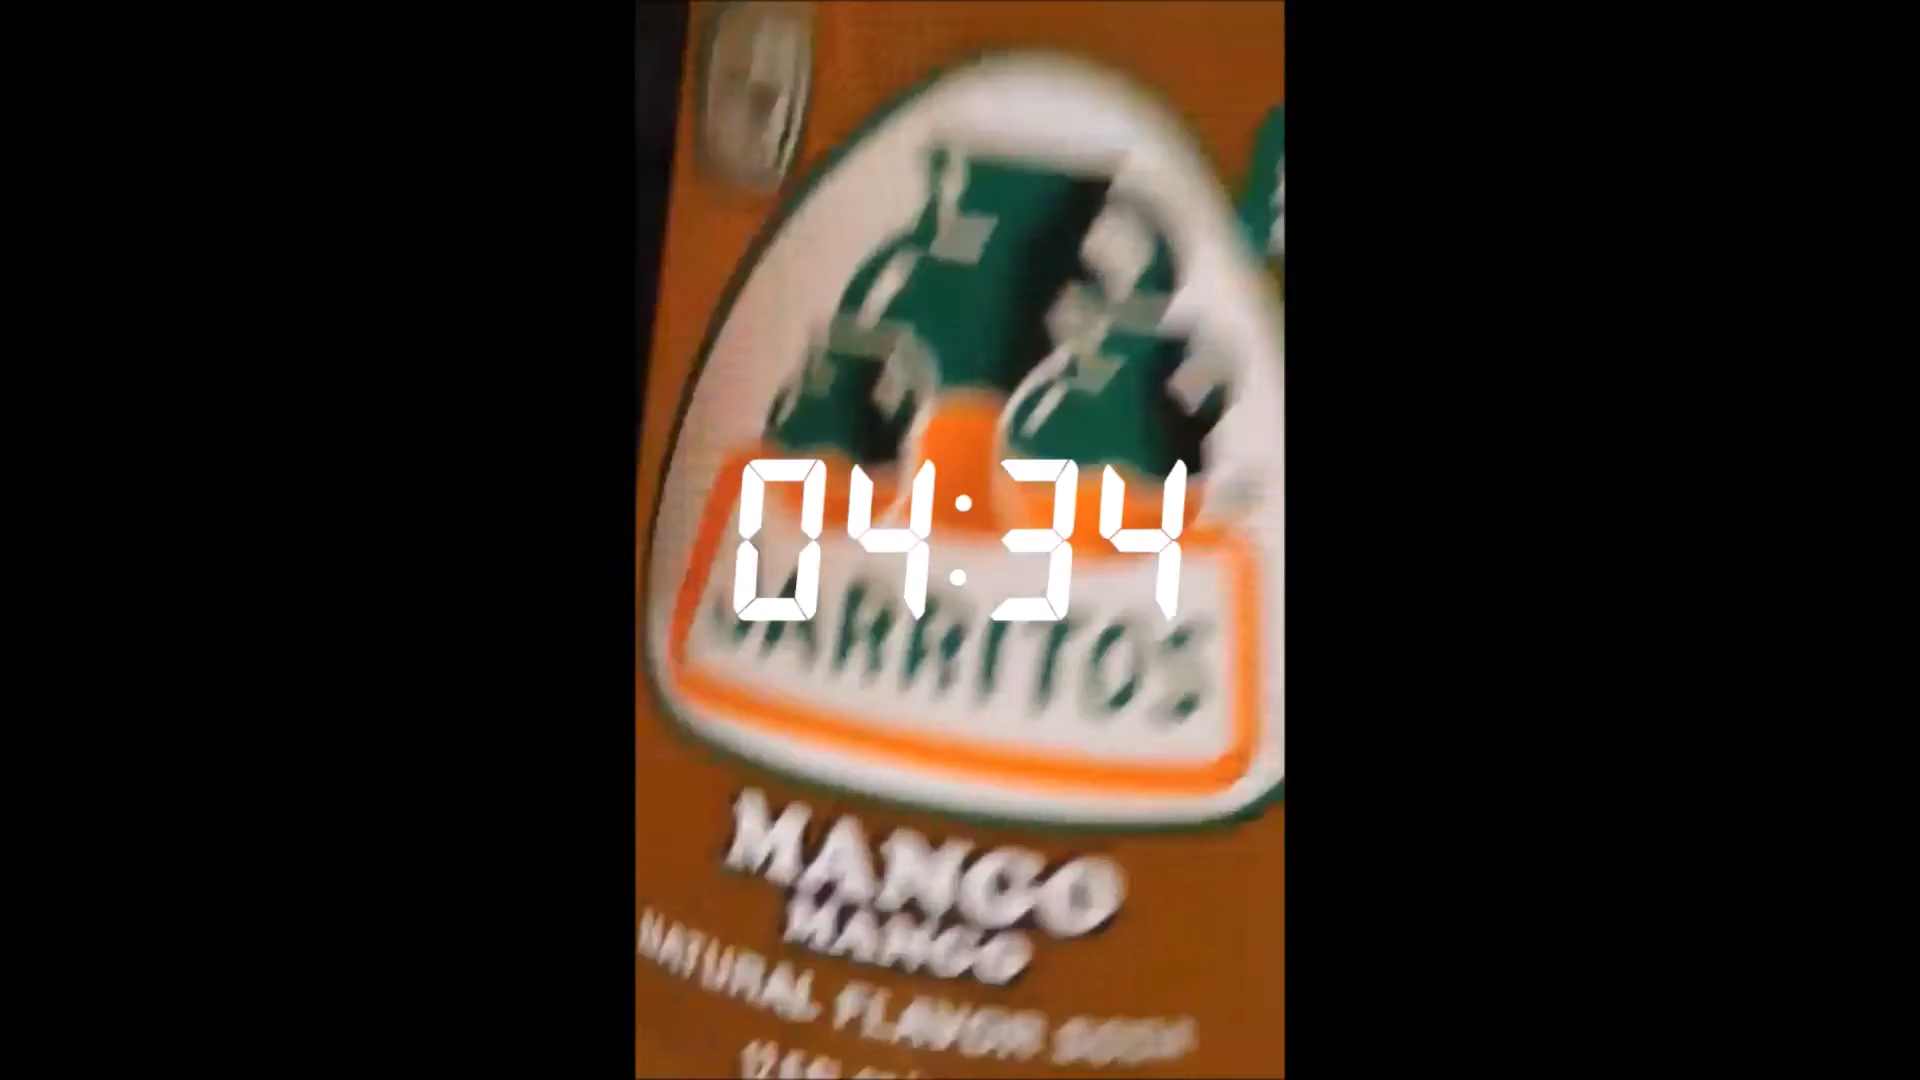 04:34
JARRITOS
MANGO
MANGO
NATURAL FLAVOR SODA